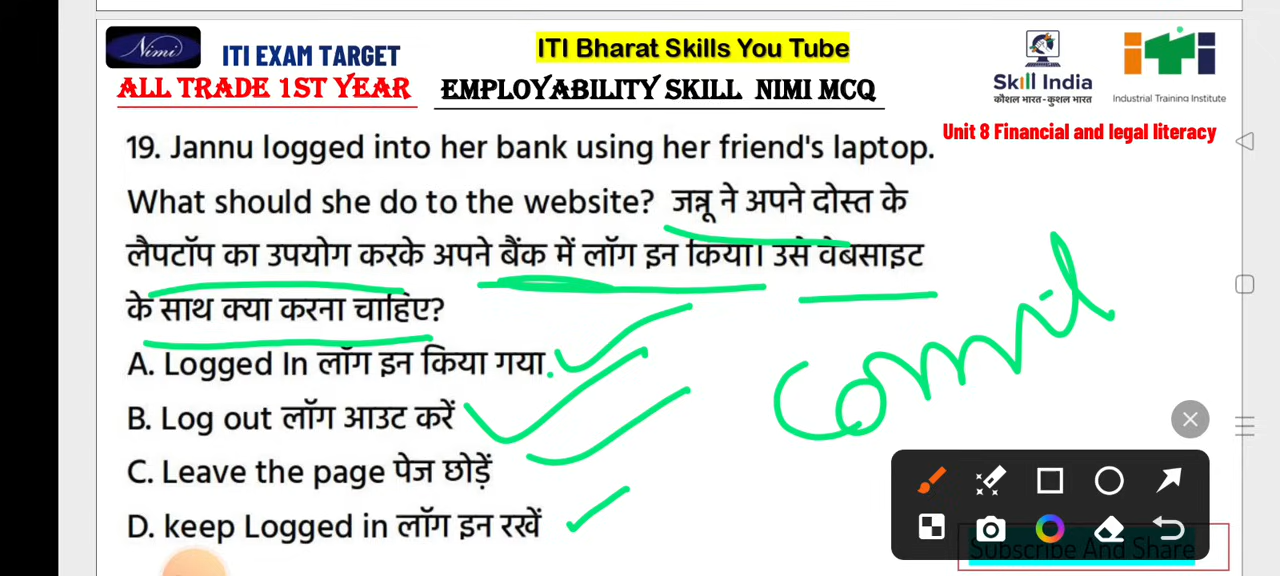 Nimi
ITI EXAM TARGET
ITI Bharat Skills You Tube
ALL TRADE 1ST YEAR
EMPLOYABILITY SKILL NIMI MCQ
Skill India
कौशल भारत-कुशल भारत
iti
Industrial Training Institute
Unit 8 Financial and legal literacy
19. Jannu logged into her bank using her friend's laptop.
What should she do to the website? जन्नू ने अपने दोस्त के
लैपटॉप का उपयोग करके अपने बैंक में लॉग इन किया। उसे वेबसाइट
के साथ क्या करना चाहिए?
A. Logged In लॉग इन किया गया.
B. Log out लॉग आउट करें
C. Leave the page पेज छोड़ें
D. keep Logged in लॉग इन रखें
Subscribe And Share